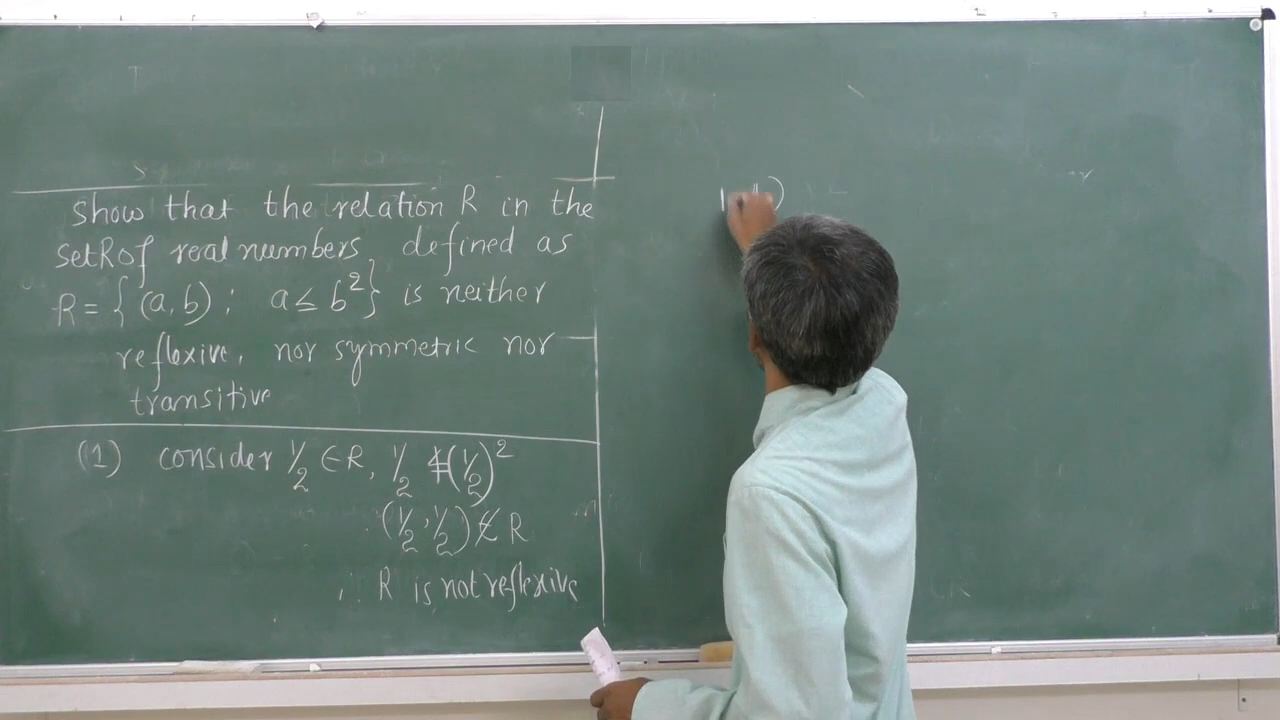 Show that the relation R in the
set R of real numbers, defined as
R = { (a, b) : a ≤ b² } is neither
reflexive, nor symmetric nor
transitive
(1) consider 1/2 ∈ R, 1/2 ≰ (1/2)²
(1/2, 1/2) ∉ R
∴ R is not reflexive